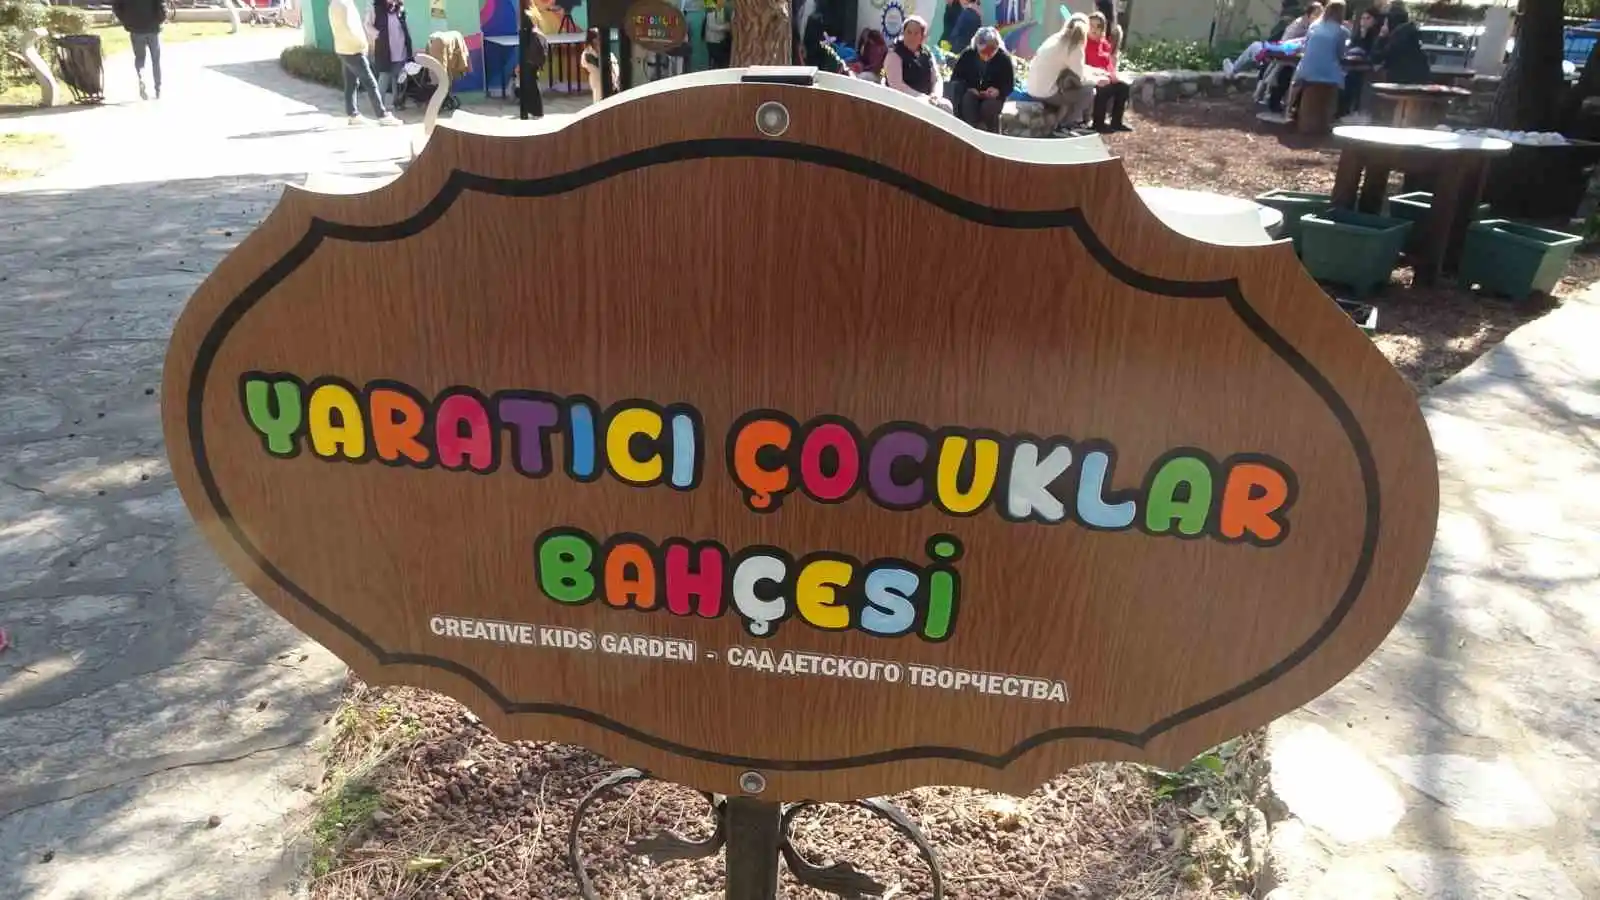 YARATICI ÇOCUKLAR
BAHÇESİ
CREATIVE KIDS GARDEN - САД ДЕТСКОГО ТВОРЧЕСТВА